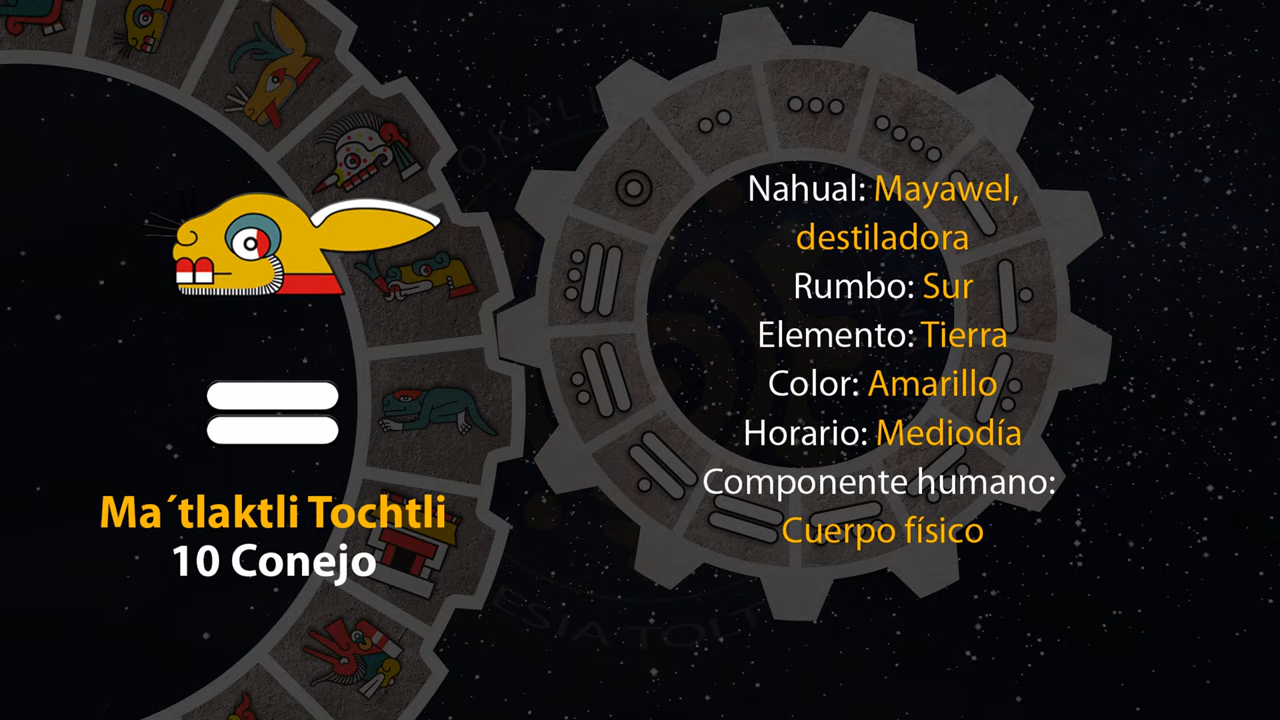 Ma´tlaktli Tochtli
10 Conejo
Nahual: Mayawel,
destiladora
Rumbo: Sur
Elemento: Tierra
Color: Amarillo
Horario: Mediodía
Componente humano:
Cuerpo físico